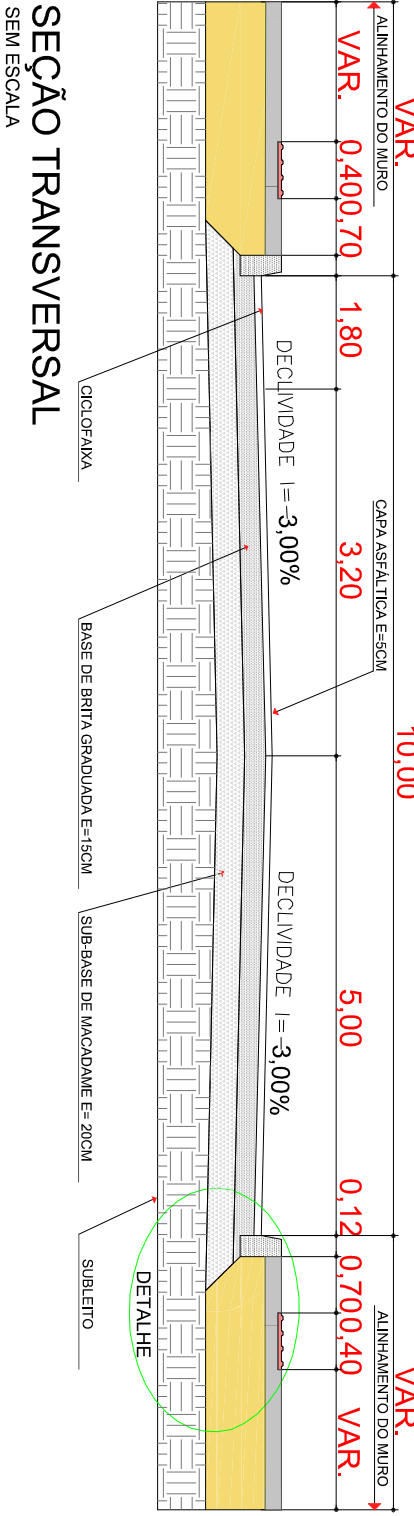 VAR.
10,00
VAR.
ALINHAMENTO DO MURO
CAPA ASFÁLTICA E=5CM
ALINHAMENTO DO MURO
VAR.
0,40
0,70
1,80
3,20
5,00
0,12
0,70
0,40
VAR.
DECLIVIDADE I=-3,00%
DECLIVIDADE I=-3,00%
DETALHE
CICLOFAIXA
BASE DE BRITA GRADUADA E=15CM
SUB-BASE DE MACADAME E= 20CM
SUBLEITO
SEÇÃO TRANSVERSAL
SEM ESCALA